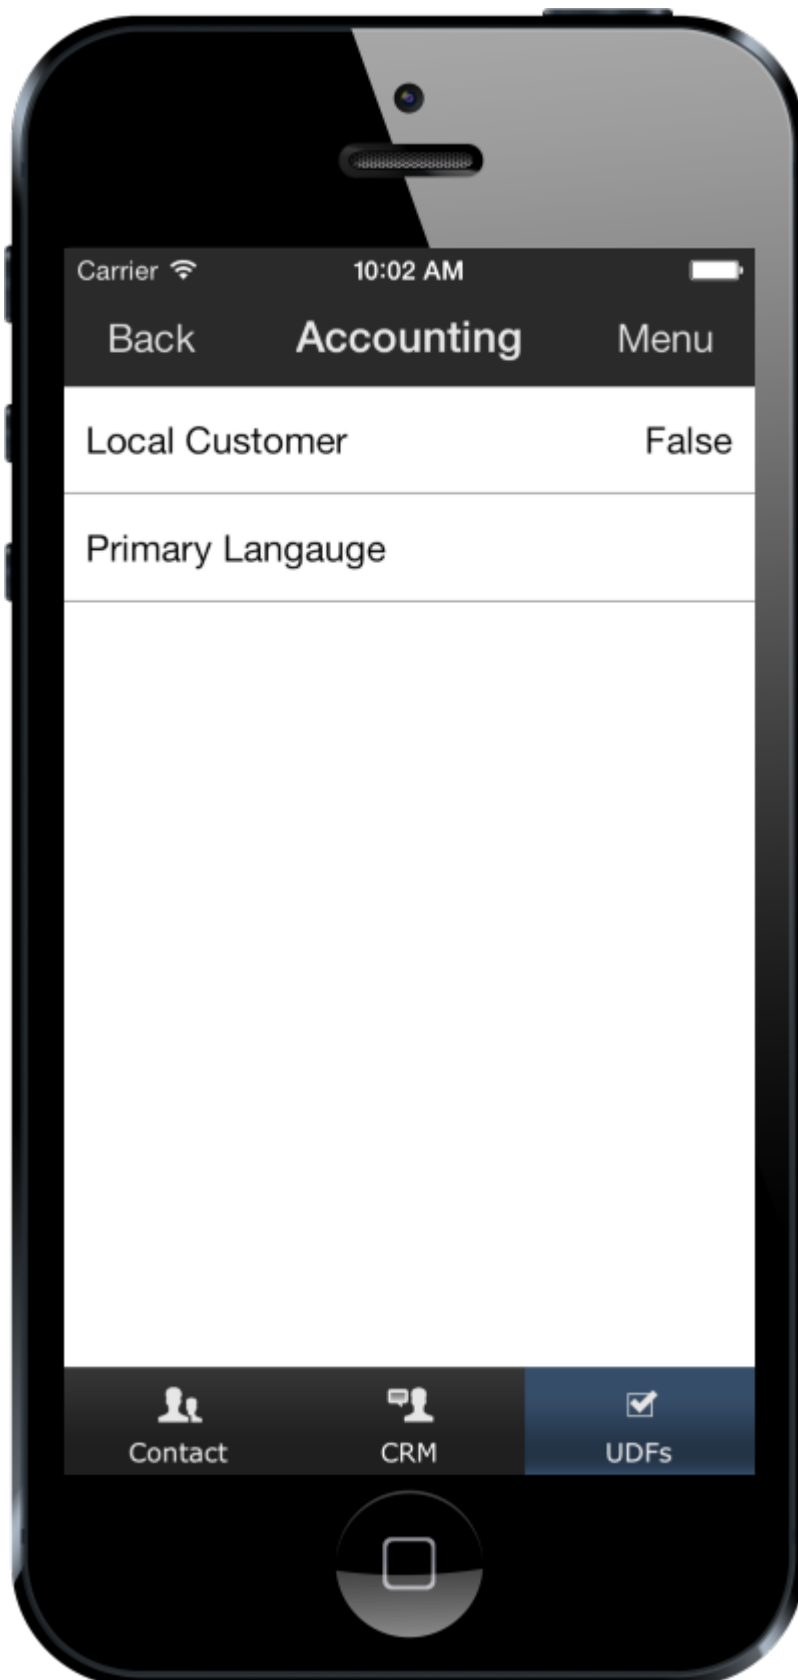 Carrier 10:02 AM
Back Accounting Menu
Local Customer False
Primary Langauge
Contact CRM UDFs